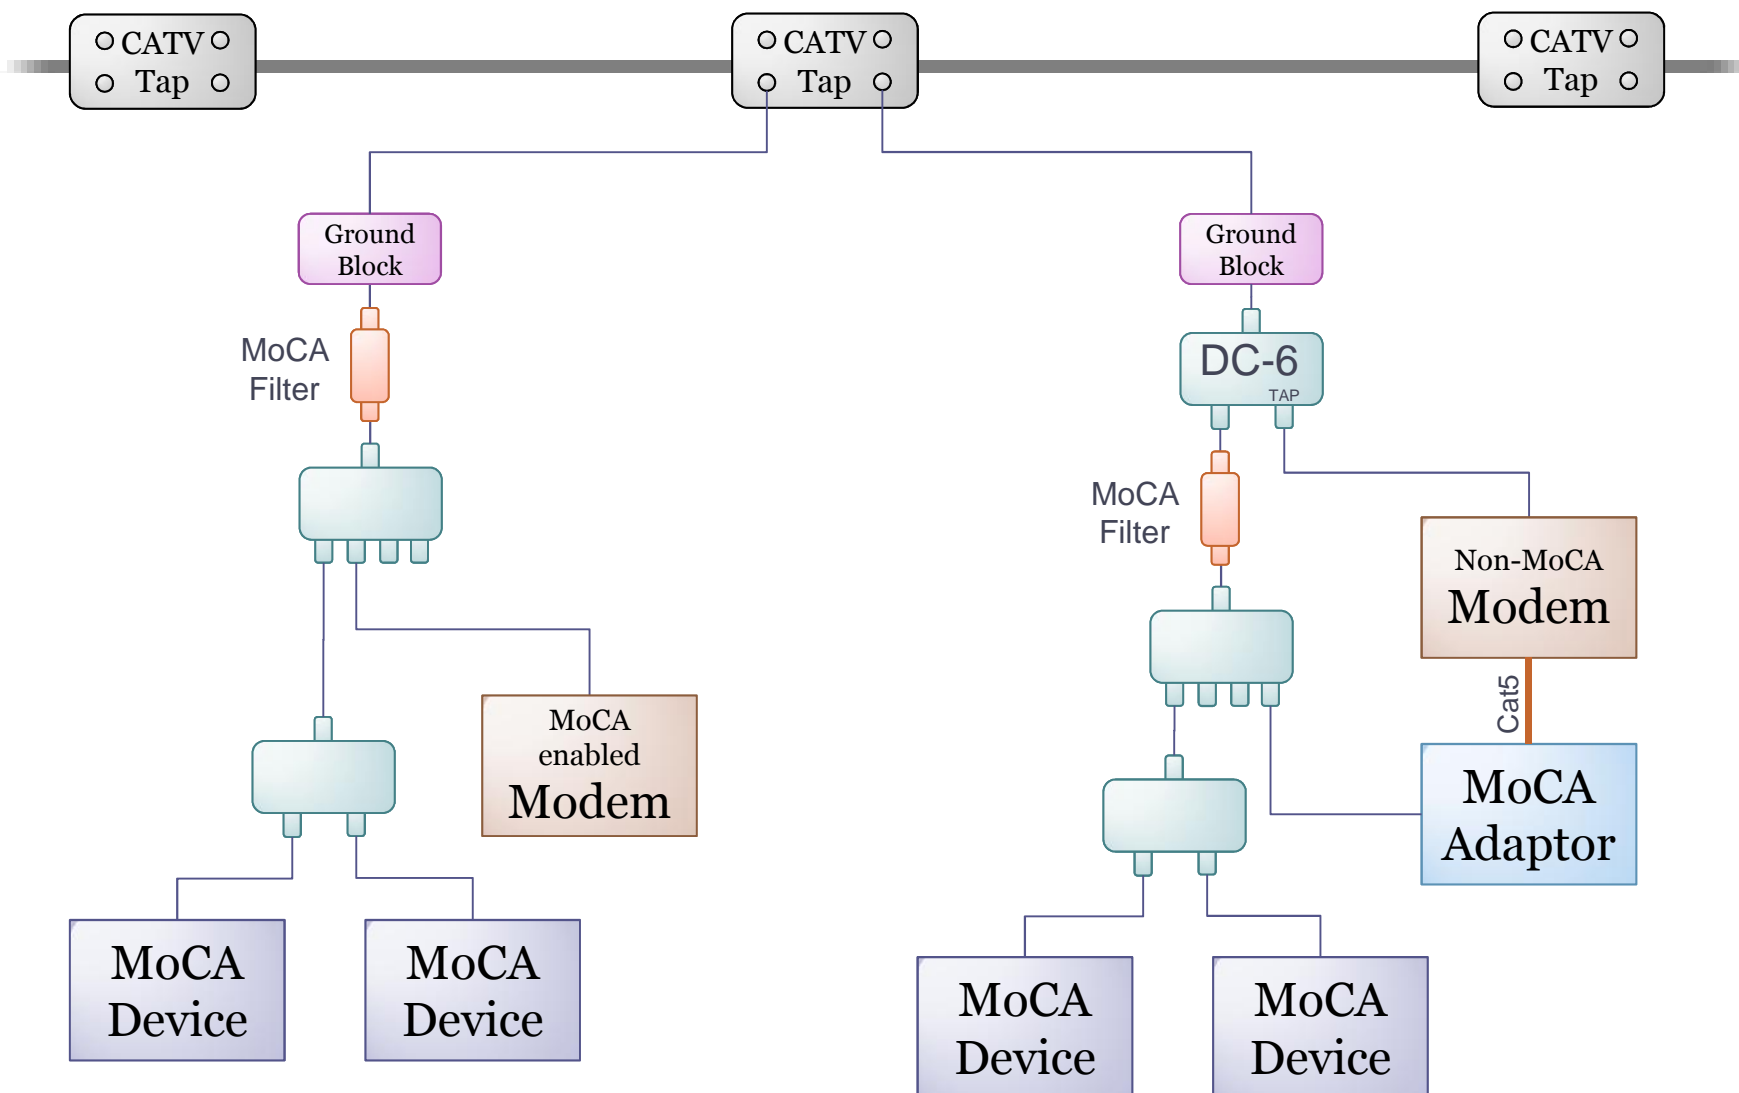 CATV
Tap
CATV
Tap
CATV
Tap
Ground
Block
Ground
Block
MoCA
Filter
DC-6
TAP
MoCA
Filter
Non-MoCA
Modem
Cat5
MoCA
enabled
Modem
MoCA
Adaptor
MoCA
Device
MoCA
Device
MoCA
Device
MoCA
Device